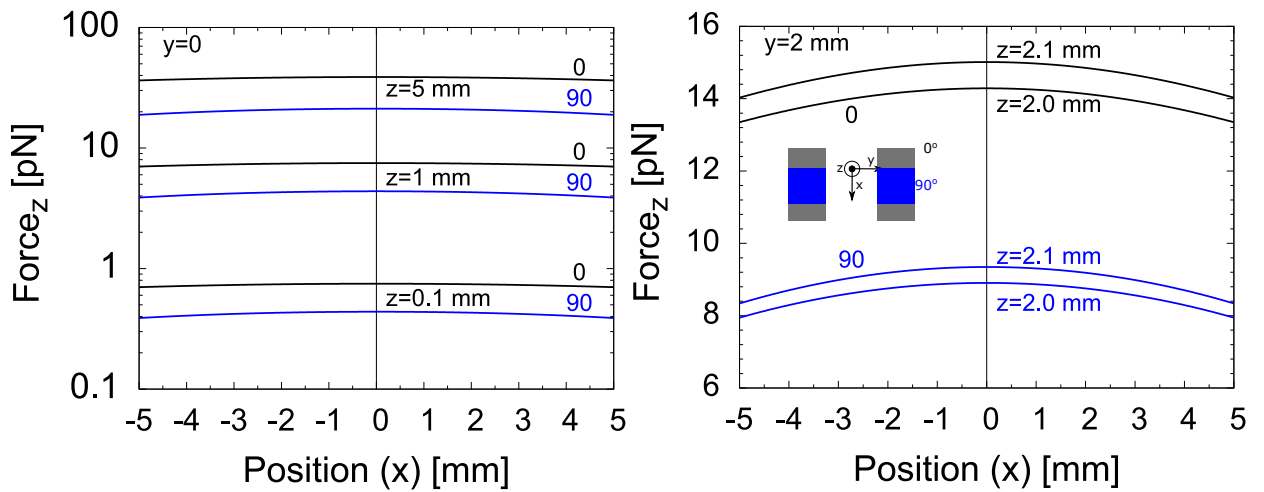 y=0
100
10
1
0.1
Force_z [pN]
0
z=5 mm
90
0
z=1 mm
90
0
z=0.1 mm
90
-5 -4 -3 -2 -1 0 1 2 3 4 5
Position (x) [mm]
y=2 mm
16
14
12
10
8
6
Force_z [pN]
z=2.1 mm
z=2.0 mm
0
0°
z y
x
90°
90
z=2.1 mm
z=2.0 mm
-5 -4 -3 -2 -1 0 1 2 3 4 5
Position (x) [mm]